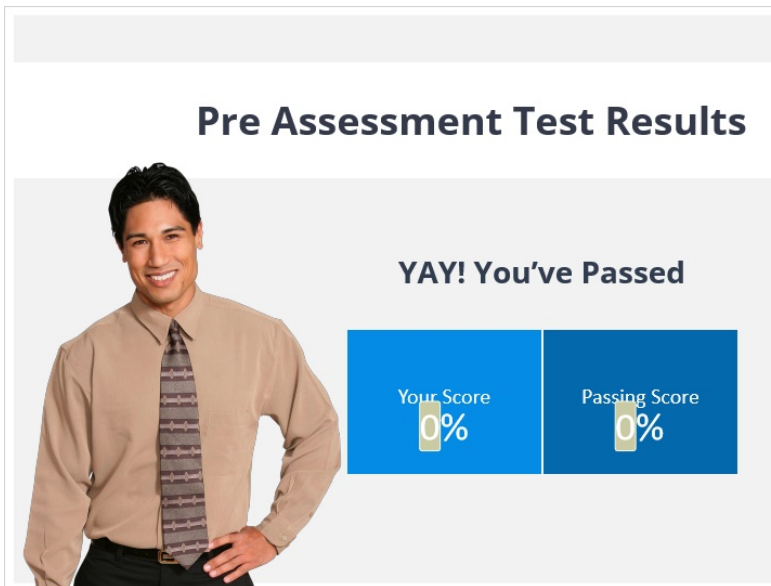 Pre Assessment Test Results
YAY! You’ve Passed
Your Score
0%
Passing Score
0%